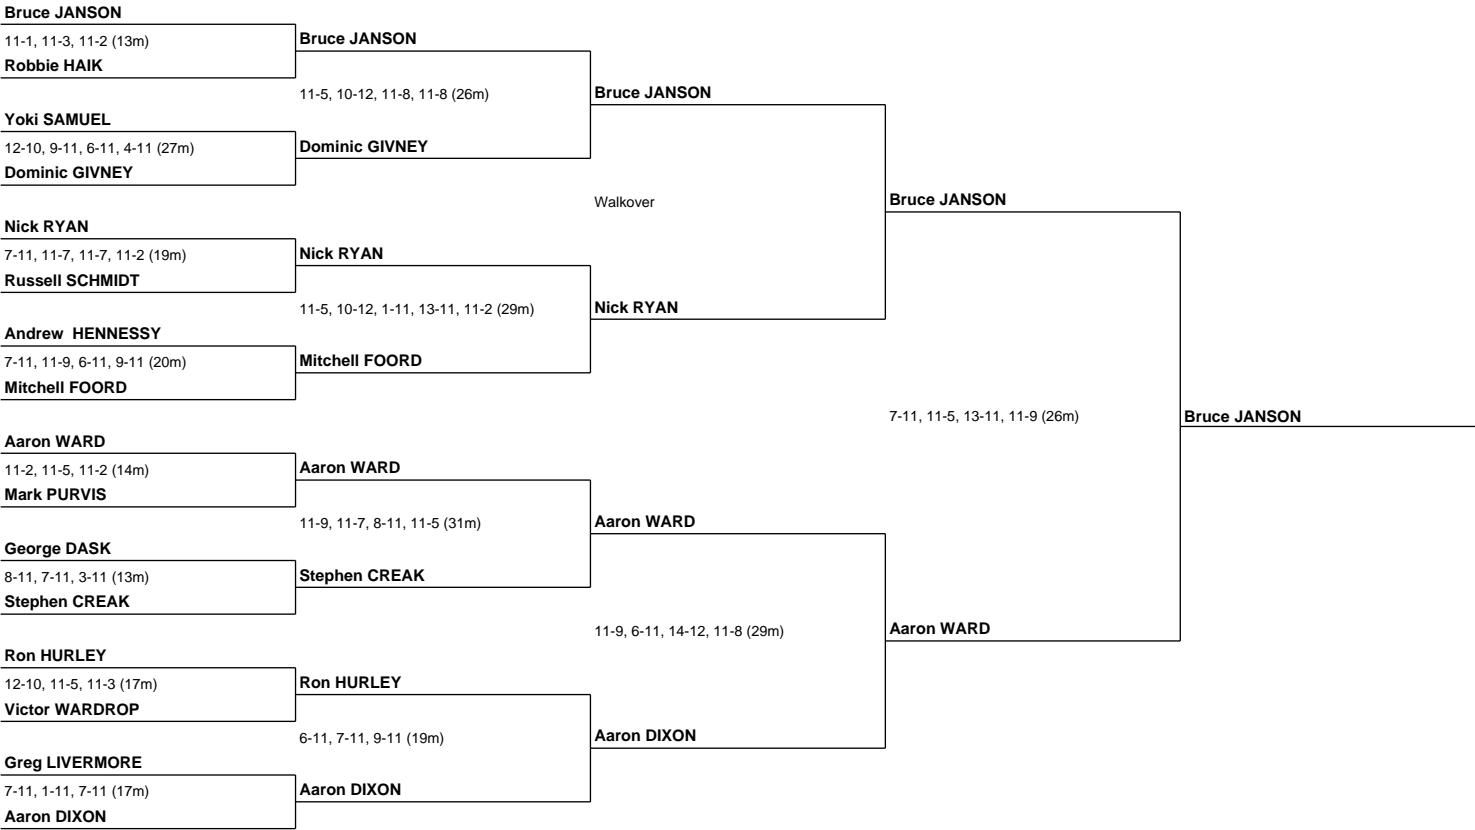 Bruce JANSON
11-1, 11-3, 11-2 (13m)
Robbie HAIK
Yoki SAMUEL
12-10, 9-11, 6-11, 4-11 (27m)
Dominic GIVNEY
Nick RYAN
7-11, 11-7, 11-7, 11-2 (19m)
Russell SCHMIDT
Andrew  HENNESSY
7-11, 11-9, 6-11, 9-11 (20m)
Mitchell FOORD
Aaron WARD
11-2, 11-5, 11-2 (14m)
Mark PURVIS
George DASK
8-11, 7-11, 3-11 (13m)
Stephen CREAK
Ron HURLEY
12-10, 11-5, 11-3 (17m)
Victor WARDROP
Greg LIVERMORE
7-11, 1-11, 7-11 (17m)
Aaron DIXON
Bruce JANSON
11-5, 10-12, 11-8, 11-8 (26m)
Dominic GIVNEY
Nick RYAN
11-5, 10-12, 1-11, 13-11, 11-2 (29m)
Mitchell FOORD
Aaron WARD
11-9, 11-7, 8-11, 11-5 (31m)
Stephen CREAK
Ron HURLEY
6-11, 7-11, 9-11 (19m)
Aaron DIXON
Bruce JANSON
Walkover
Nick RYAN
Aaron WARD
11-9, 6-11, 14-12, 11-8 (29m)
Aaron DIXON
Bruce JANSON
7-11, 11-5, 13-11, 11-9 (26m)
Aaron WARD
Bruce JANSON